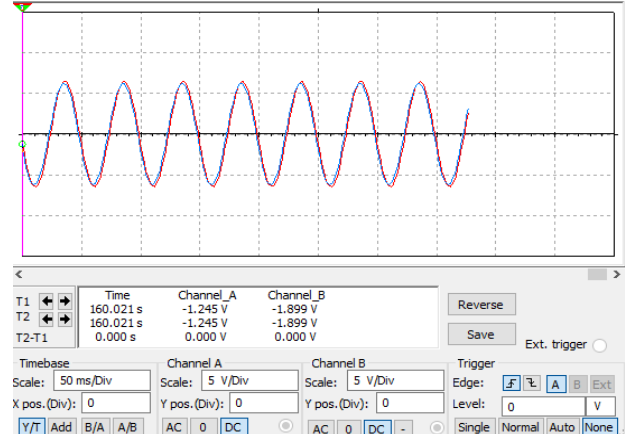 Time Channel_A Channel_B
T1 160.021 s -1.245 V -1.899 V
T2 160.021 s -1.245 V -1.899 V
T2-T1 0.000 s 0.000 V 0.000 V
Reverse
Save
Ext. trigger
Timebase
Scale: 50 ms/Div
X pos.(Div): 0
Y/T Add B/A A/B
Channel A
Scale: 5 V/Div
Y pos.(Div): 0
AC 0 DC
Channel B
Scale: 5 V/Div
Y pos.(Div): 0
AC 0 DC -
Trigger
Edge: A B Ext
Level: 0 V
Single Normal Auto None